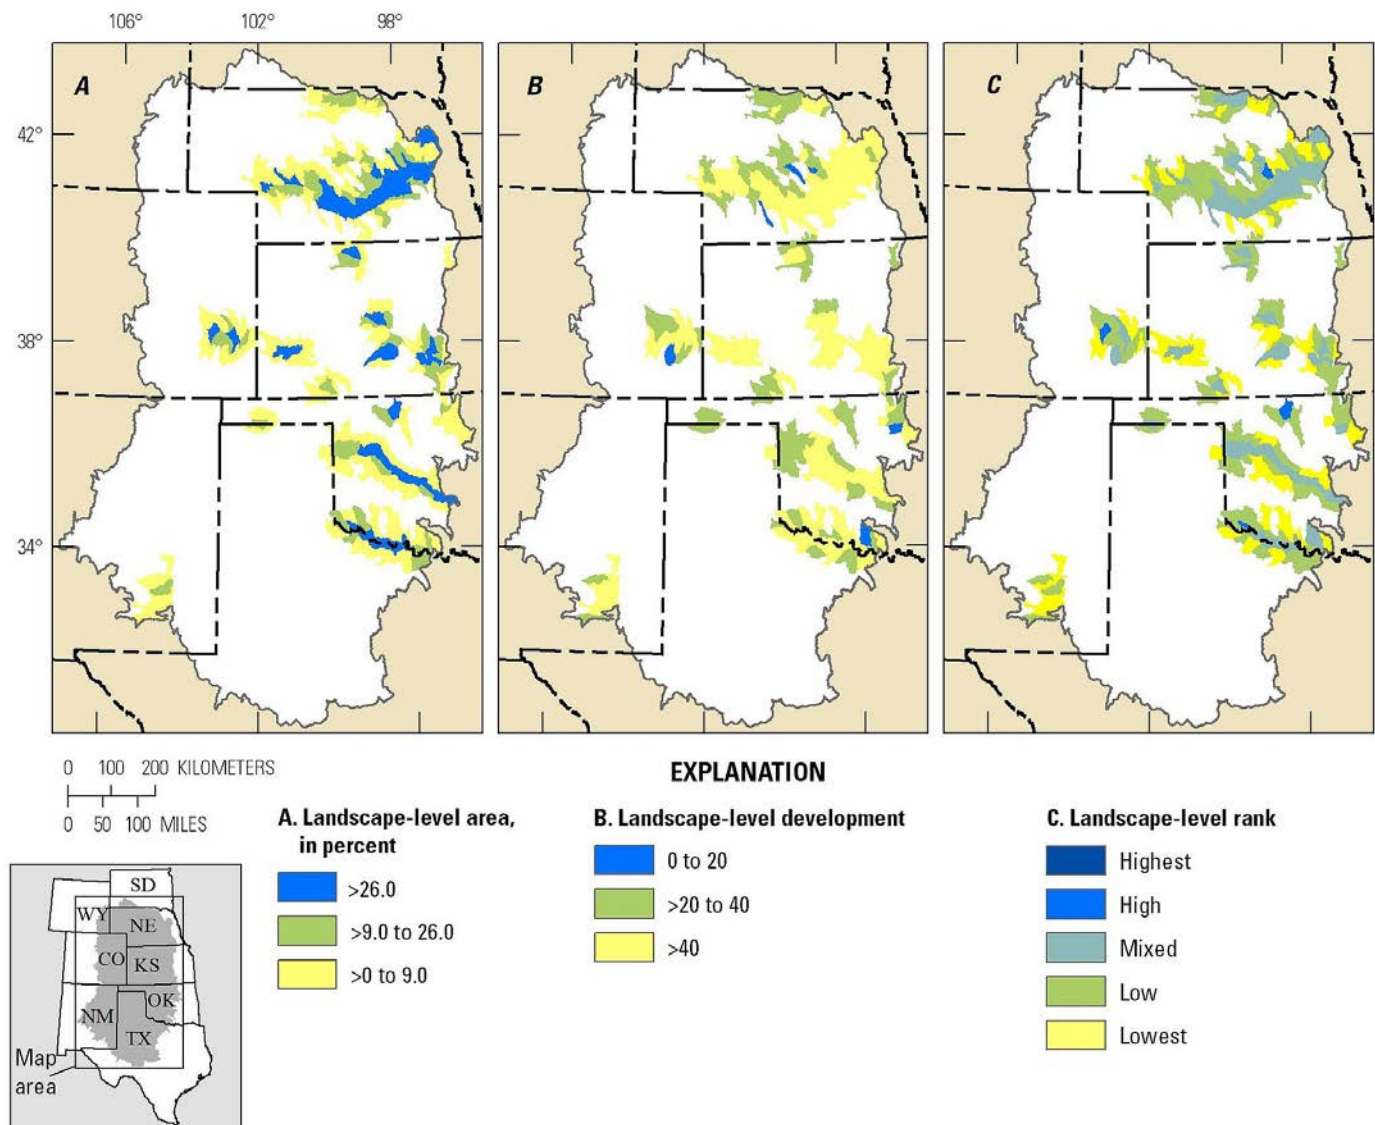 106° 102° 98°
A
B
C
42°
38°
34°
0 100 200 KILOMETERS
0 50 100 MILES
EXPLANATION
A. Landscape-level area,
in percent
>26.0
>9.0 to 26.0
>0 to 9.0
B. Landscape-level development
0 to 20
>20 to 40
>40
C. Landscape-level rank
Highest
High
Mixed
Low
Lowest
SD
WY
NE
CO
KS
OK
NM
TX
Map
area